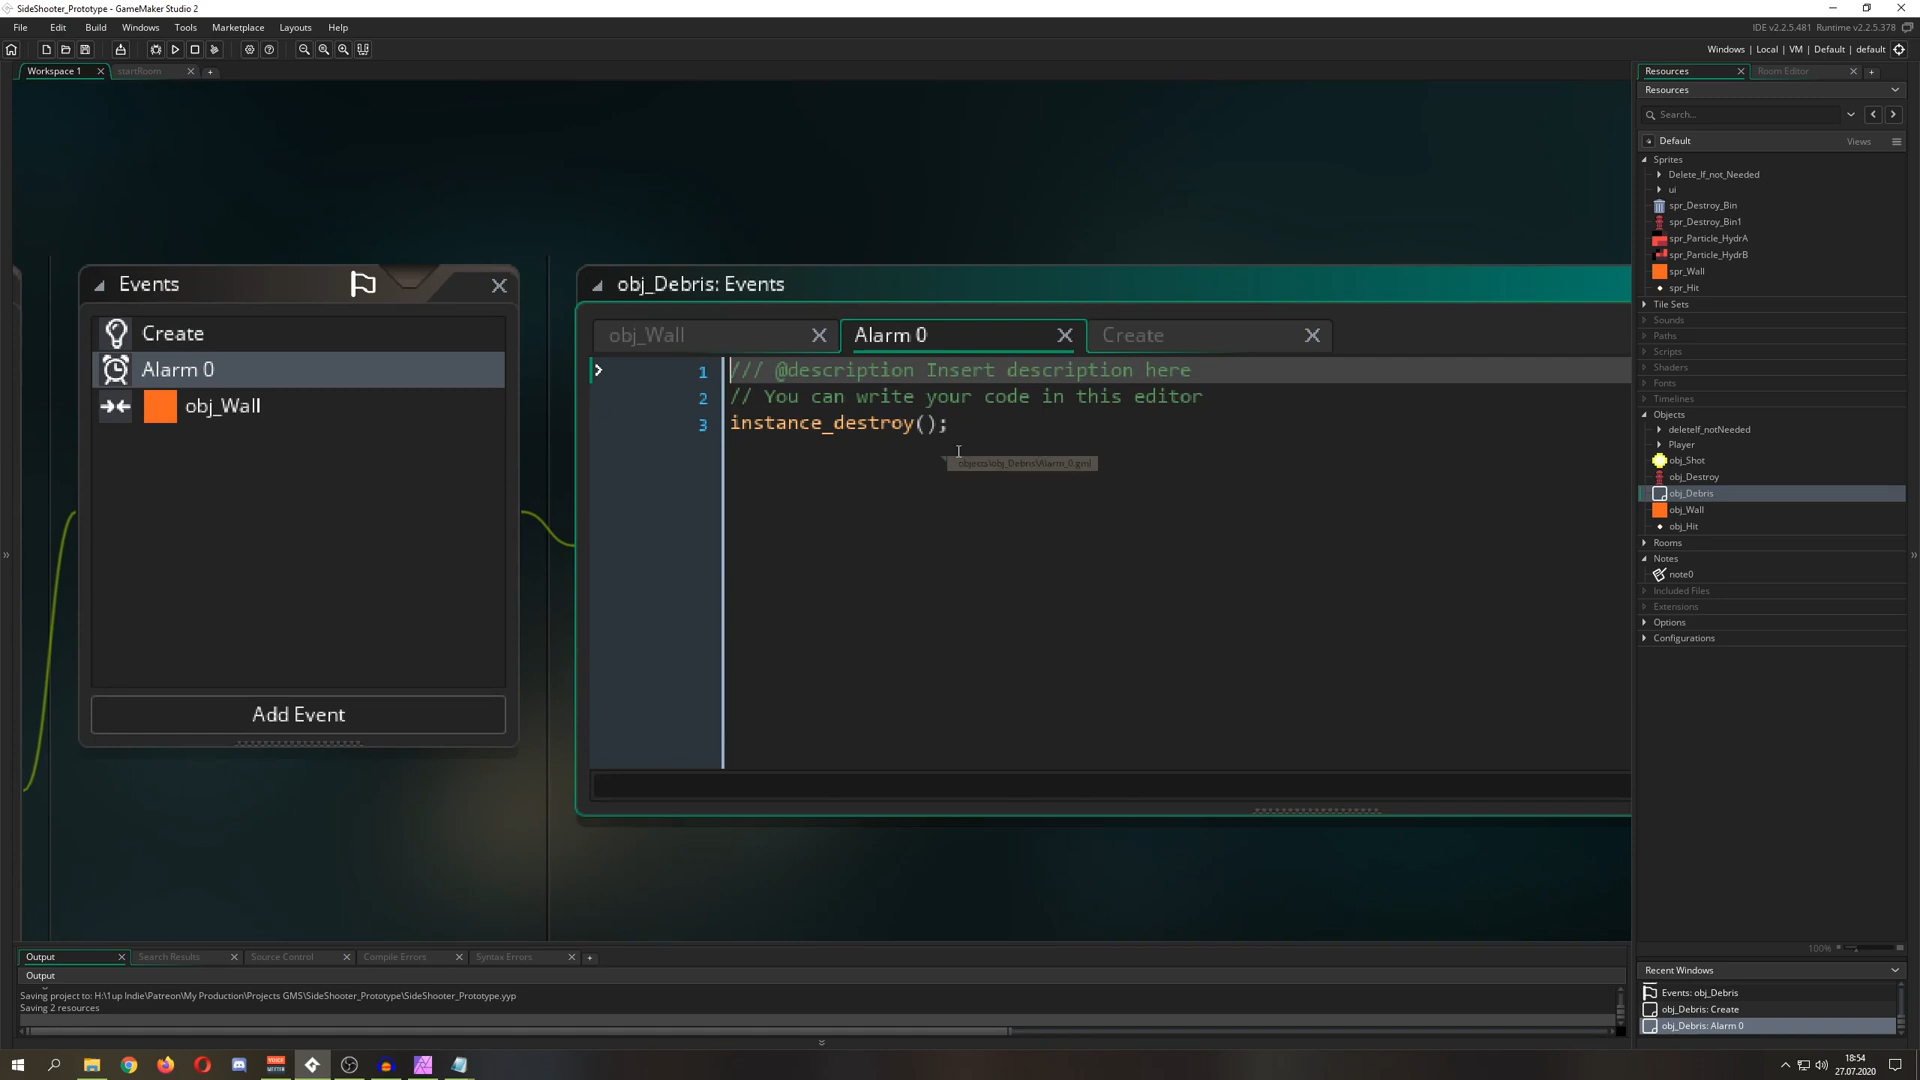 SideShooter_Prototype - GameMaker Studio 2
File Edit Build Windows Tools Marketplace Layouts Help
IDE v2.2.5.481 Runtime v2.2.5.378
Windows | Local | VM | Default | default
Workspace 1
startRoom
Resources
Room Editor
Resources
Search...
Default
Views
Sprites
Delete_If_not_Needed
ui
spr_Destroy_Bin
spr_Destroy_Bin1
spr_Particle_HydrA
spr_Particle_HydrB
spr_Wall
spr_Hit
Tile Sets
Sounds
Paths
Scripts
Shaders
Fonts
Timelines
Objects
deleteIf_notNeeded
Player
obj_Shot
obj_Destroy
obj_Debris
obj_Wall
obj_Hit
Rooms
Notes
note0
Included Files
Extensions
Options
Configurations
100%
Events
Create
Alarm 0
obj_Wall
Add Event
obj_Debris: Events
obj_Wall
Alarm 0
Create
1 /// @description Insert description here
2 // You can write your code in this editor
3 instance_destroy();
objects\obj_Debris\Alarm_0.gml
Output
Search Results
Source Control
Compile Errors
Syntax Errors
Output
Saving project to: H:\1up Indie\Patreon\My Production\Projects GMS\SideShooter_Prototype\SideShooter_Prototype.yyp
Saving 2 resources
Recent Windows
Events: obj_Debris
obj_Debris: Create
obj_Debris: Alarm 0
18:54
27.07.2020